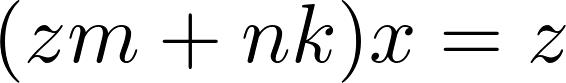 (zm + nk)x = z